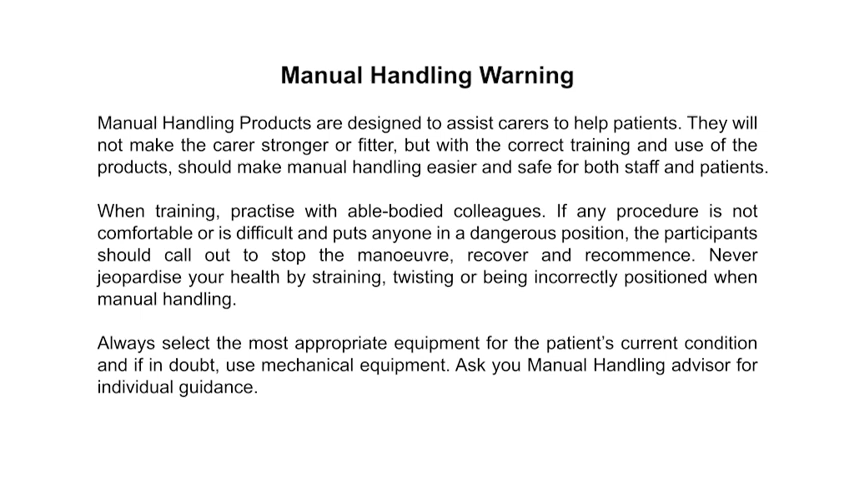 Manual Handling Warning
Manual Handling Products are designed to assist carers to help patients. They will
not make the carer stronger or fitter, but with the correct training and use of the
products, should make manual handling easier and safe for both staff and patients.
When training, practise with able-bodied colleagues. If any procedure is not
comfortable or is difficult and puts anyone in a dangerous position, the participants
should call out to stop the manoeuvre, recover and recommence. Never
jeopardise your health by straining, twisting or being incorrectly positioned when
manual handling.
Always select the most appropriate equipment for the patient’s current condition
and if in doubt, use mechanical equipment. Ask you Manual Handling advisor for
individual guidance.